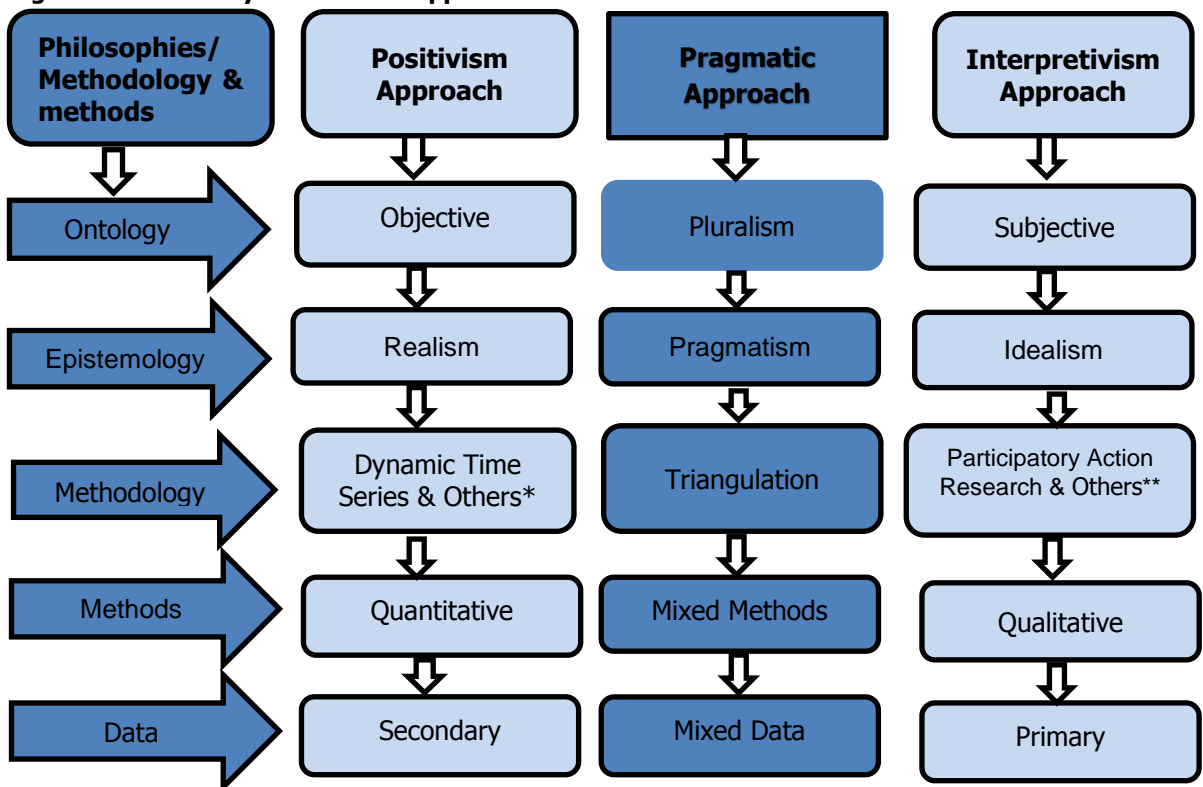 Philosophies/
Methodology &
methods
Positivism
Approach
Pragmatic
Approach
Interpretivism
Approach
Ontology
Objective
Pluralism
Subjective
Epistemology
Realism
Pragmatism
Idealism
Methodology
Dynamic Time
Series & Others*
Triangulation
Participatory Action
Research & Others**
Methods
Quantitative
Mixed Methods
Qualitative
Data
Secondary
Mixed Data
Primary